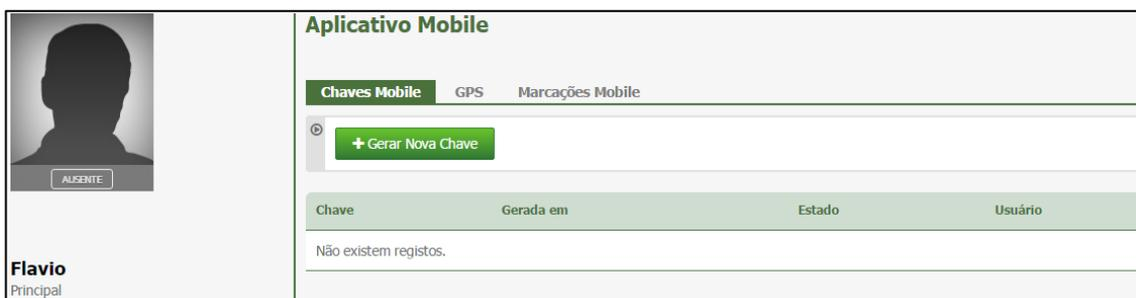 AUSENTE
Flavio
Principal
Aplicativo Mobile
Chaves Mobile GPS Marcações Mobile
+ Gerar Nova Chave
Chave Gerada em Estado Usuário
Não existem registos.